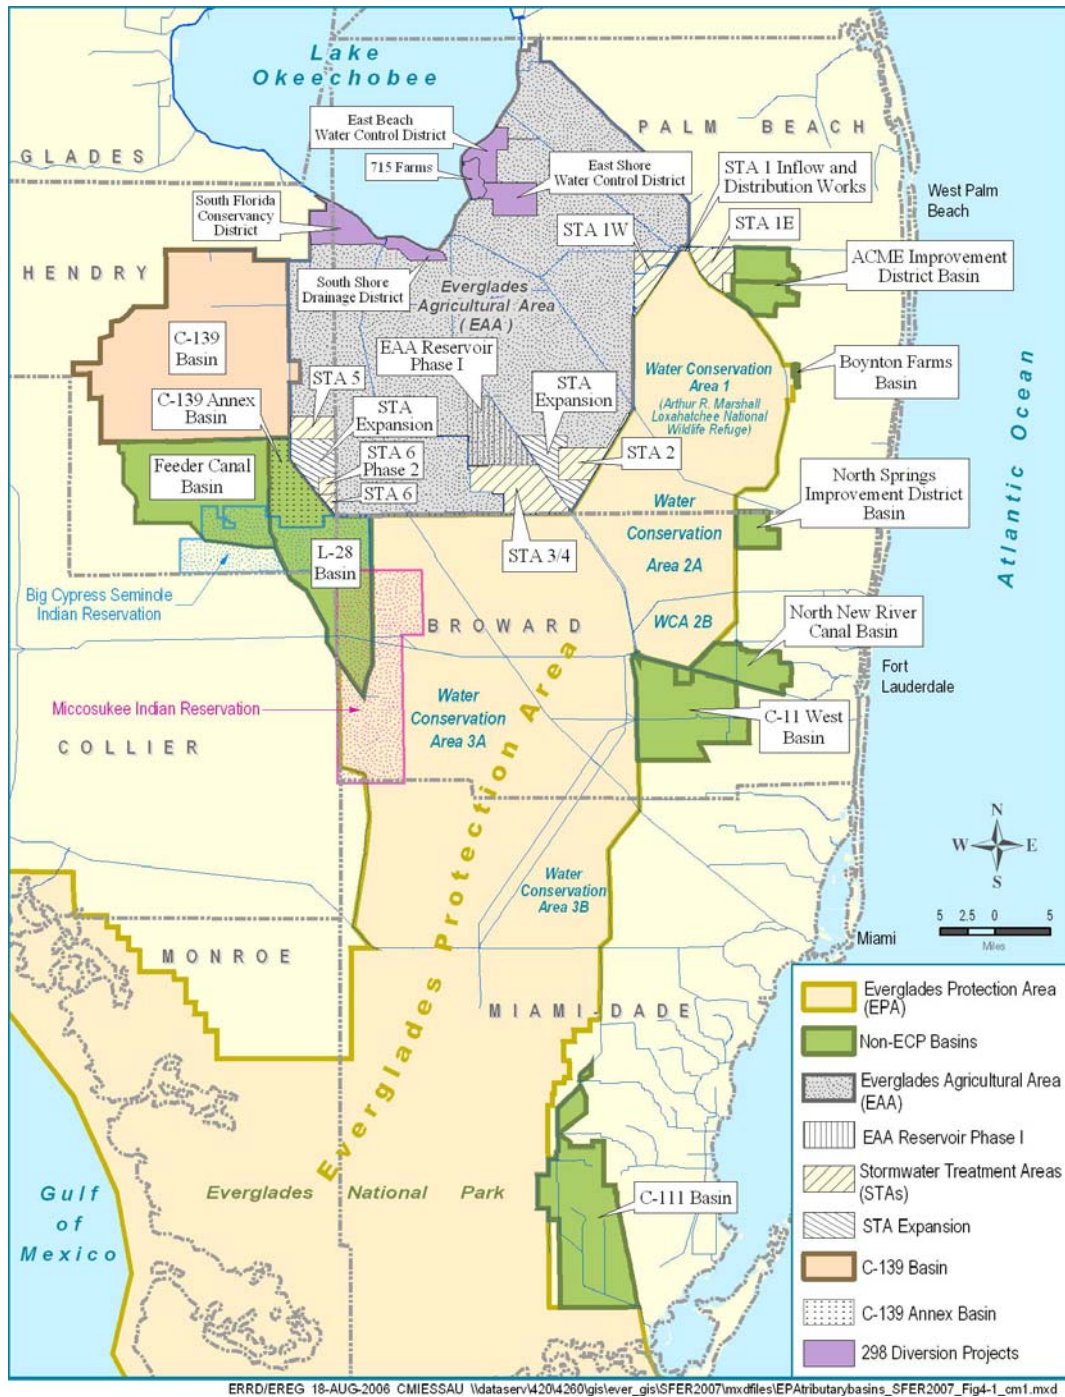 Lake
Okeechobee
East Beach
Water Control District
PALM BEACH
GLADES
715 Farms
East Shore
Water Control District
STA 1 Inflow and
Distribution Works
South Florida
Conservancy
District
West Palm
Beach
STA 1W
STA 1E
HENDRY
South Shore
Drainage District
Everglades
Agricultural Area
(EAA)
ACME Improvement
District Basin
C-139
Basin
EAA Reservoir
Phase I
STA 5
STA
Expansion
Water Conservation
Area 1
(Arthur R. Marshall
Loxahatchee National
Wildlife Refuge)
Boynton Farms
Basin
C-139 Annex
Basin
STA
Expansion
Feeder Canal
Basin
STA 6
Phase 2
STA 2
STA 6
North Springs
Improvement District
Basin
Water
Conservation
Area 2A
STA 3/4
L-28
Basin
Big Cypress Seminole
Indian Reservation
BROWARD
WCA 2B
North New River
Canal Basin
Fort
Lauderdale
Miccosukee Indian Reservation
Water
Conservation
Area 3A
C-11 West
Basin
COLLIER
Atlantic Ocean
Everglades Protection Area
N
W E
S
Water
Conservation
Area 3B
5 2.5 0 5
Miles
Miami
MONROE
MIAMI-DADE
Everglades National Park
C-111 Basin
Gulf
of
Mexico
Everglades Protection Area
(EPA)
Non-ECP Basins
Everglades Agricultural Area
(EAA)
EAA Reservoir Phase I
Stormwater Treatment Areas
(STAs)
STA Expansion
C-139 Basin
C-139 Annex Basin
298 Diversion Projects
ERRD/EREG 18-AUG-2006 CMIESSAU \\dataserv\420\4260\gis\ever_gis\SFER2007\mxdfiles\EPAtributarybasins_SFER2007_Fig4-1_cm1.mxd